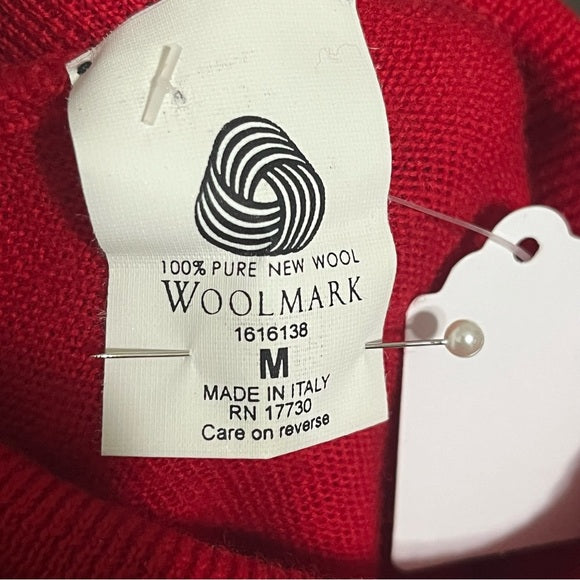 100% PURE NEW WOOL
WOOLMARK
1616138
M
MADE IN ITALY
RN 17730
Care on reverse